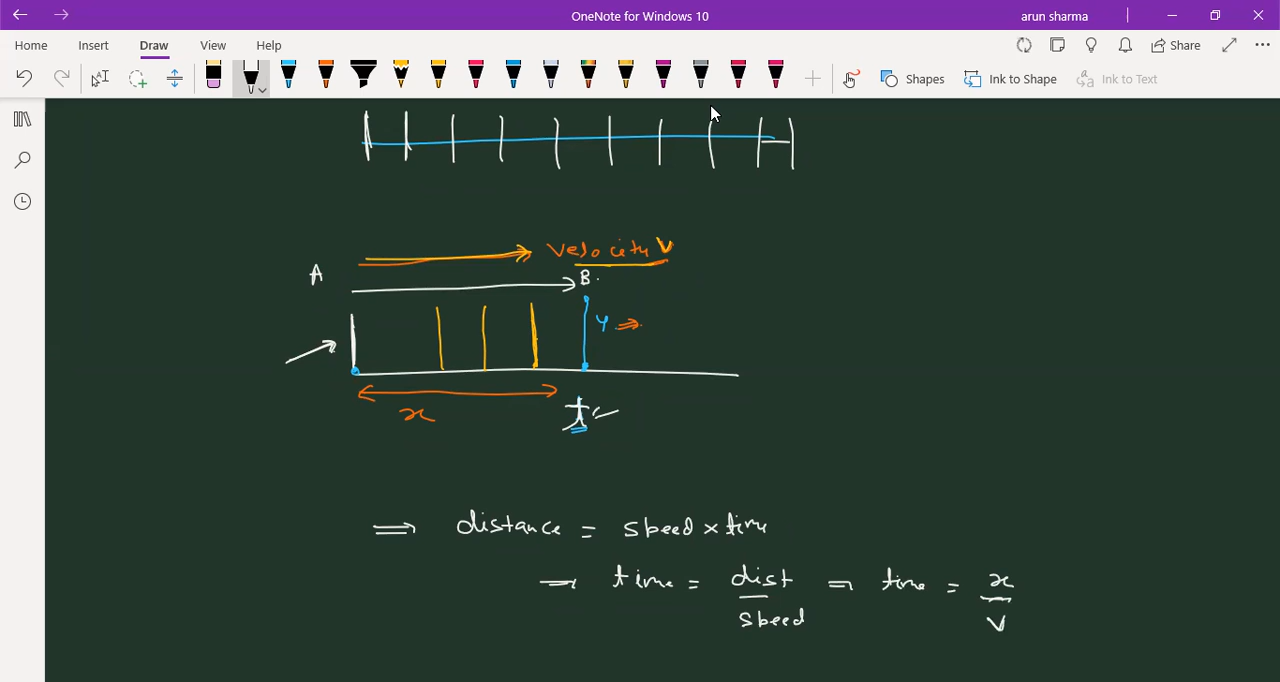 OneNote for Windows 10
arun sharma
Home Insert Draw View Help
Share
Shapes Ink to Shape Ink to Text
Velocity V
A B
Y
x t
⇒ distance = speed × time
⇒ time = dist / speed ⇒ time = x / V